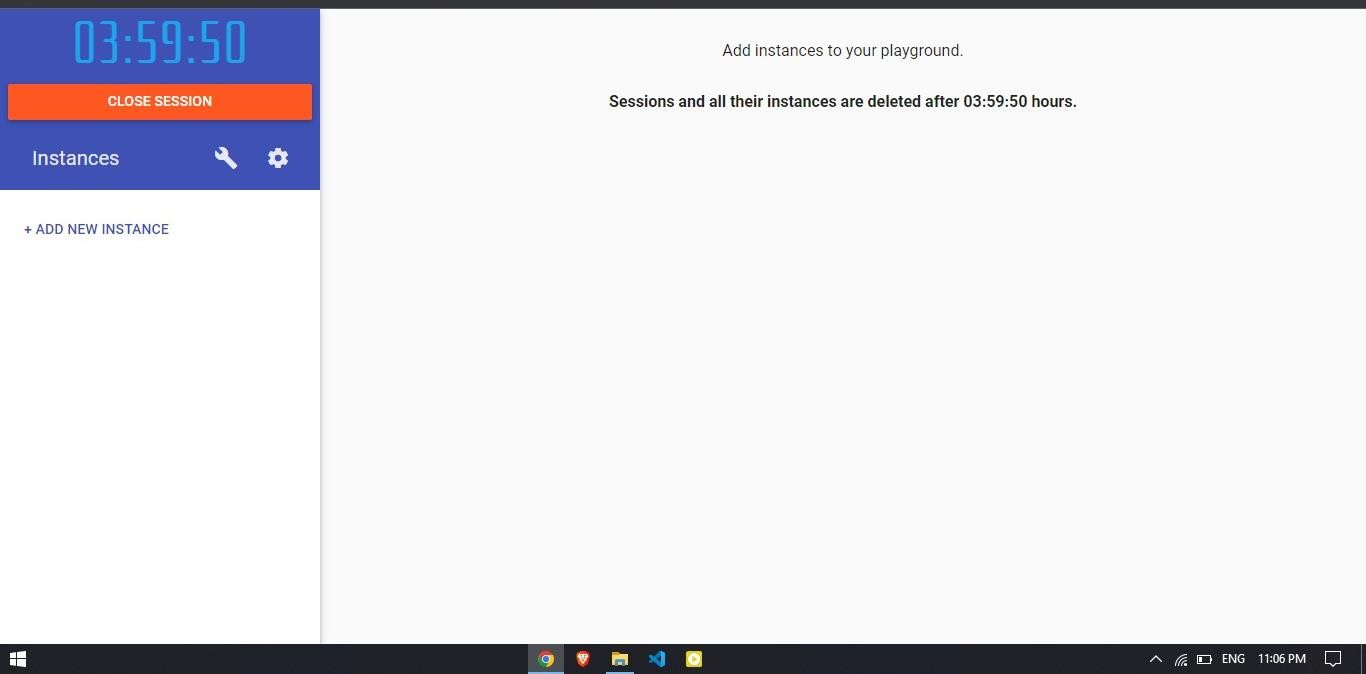 03:59:50
CLOSE SESSION
Instances
+ ADD NEW INSTANCE
Add instances to your playground.
Sessions and all their instances are deleted after 03:59:50 hours.
ENG
11:06 PM